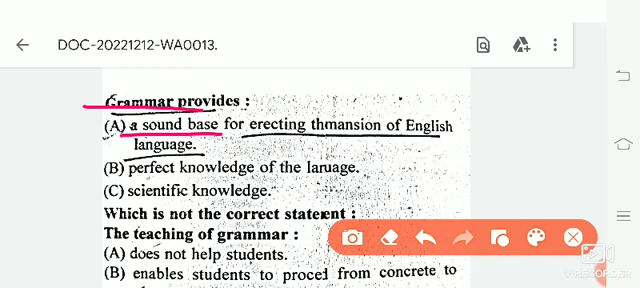 DOC-20221212-WA0013.
Grammar provides :
(A) a sound base for erecting thmansion of English
language.
(B) perfect knowledge of the laruage.
(C) scientific knowledge.
Which is not the correct statement :
The teaching of grammar :
(A) does not help students.
(B) enables students to proced from concrete to